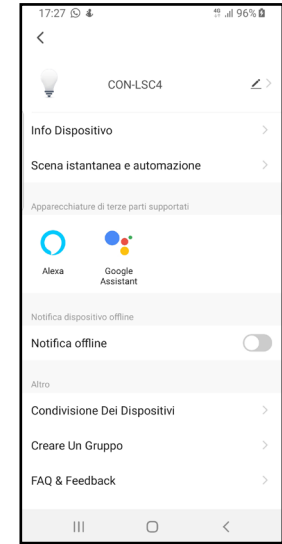 17:27
4G 96%
CON-LSC4
Info Dispositivo
Scena istantanea e automazione
Apparecchiature di terze parti supportati
Alexa
Google
Assistant
Notifica dispositivo offline
Notifica offline
Altro
Condivisione Dei Dispositivi
Creare Un Gruppo
FAQ & Feedback